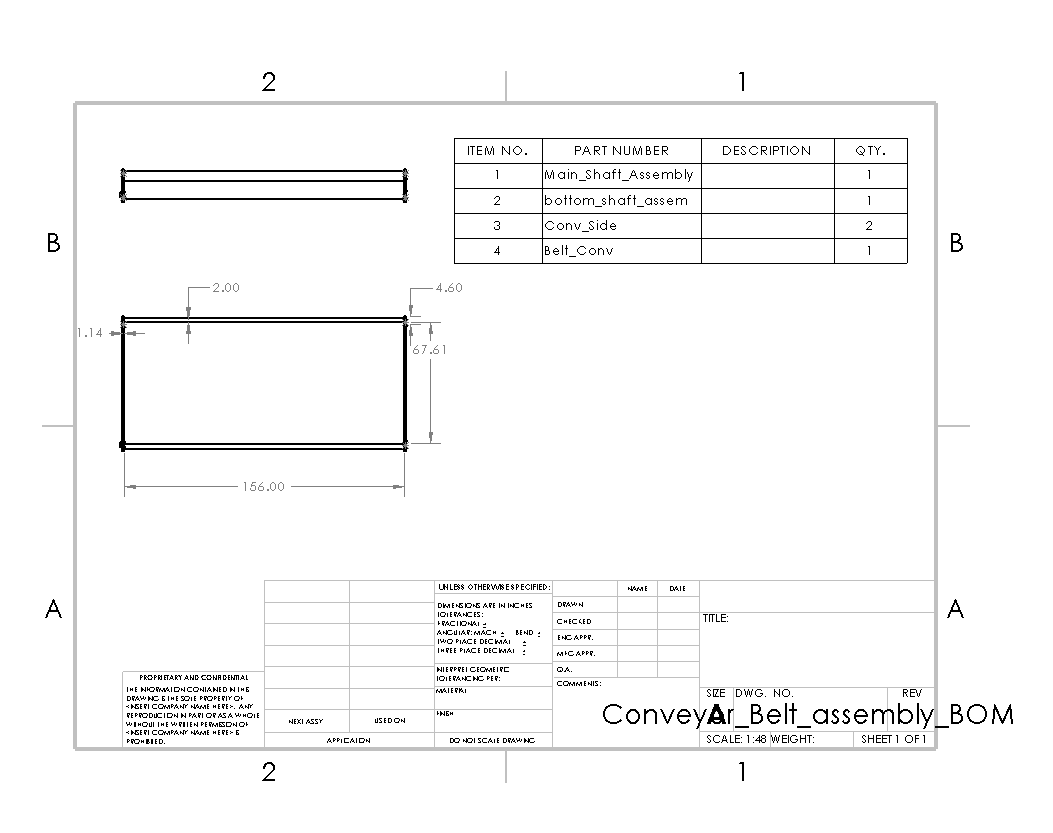 2 1
ITEM NO. PART NUMBER DESCRIPTION QTY.
1 Main_Shaft_Assembly 1
2 bottom_shaft_assem 1
3 Conv_Side 2
4 Belt_Conv 1
B B
2.00 4.60
1.14
67.61
156.00
A A
UNLESS OTHERWISE SPECIFIED:
DIMENSIONS ARE IN INCHES
TOLERANCES:
FRACTIONAL ±
ANGULAR: MACH ± BEND ±
TWO PLACE DECIMAL ±
THREE PLACE DECIMAL ±
INTERPRET GEOMETRIC
TOLERANCING PER:
MATERIAL
FINISH
DO NOT SCALE DRAWING
NAME DATE
DRAWN
CHECKED
ENG APPR.
MFG APPR.
Q.A.
COMMENTS:
TITLE:
PROPRIETARY AND CONFIDENTIAL
THE INFORMATION CONTAINED IN THIS
DRAWING IS THE SOLE PROPERTY OF
<INSERT COMPANY NAME HERE>. ANY
REPRODUCTION IN PART OR AS A WHOLE
WITHOUT THE WRITTEN PERMISSION OF
<INSERT COMPANY NAME HERE> IS
PROHIBITED.
NEXT ASSY USED ON
APPLICATION
SIZE DWG. NO. REV
A
Conveyor_Belt_assembly_BOM
SCALE: 1:48 WEIGHT: SHEET 1 OF 1
2 1